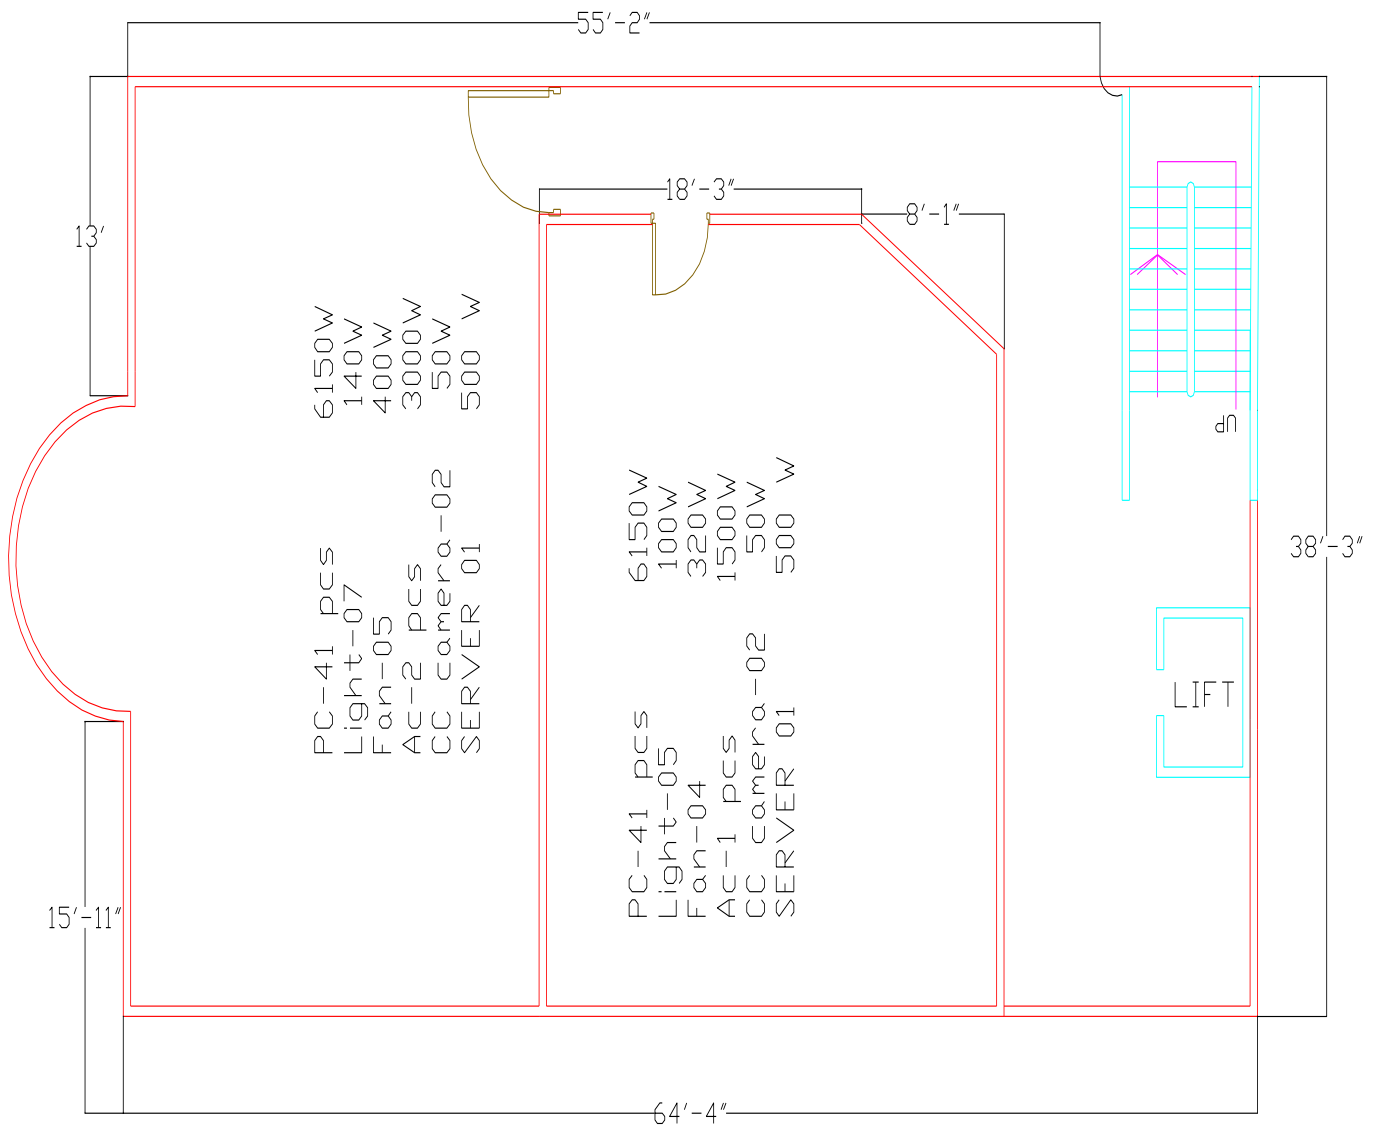 55'-2"
18'-3"
8'-1"
13'
PC-41 pcs 6150W
Light-07 140W
Fan-05 400W
Ac-2 pcs 3000W
CC camera-02 50W
SERVER 01 500 W
PC-41 pcs 6150W
Light-05 100W
Fan-04 320W
Ac-1 pcs 1500W
CC camera-02 50W
SERVER 01 500 W
UP
38'-3"
LIFT
15'-11"
64'-4"